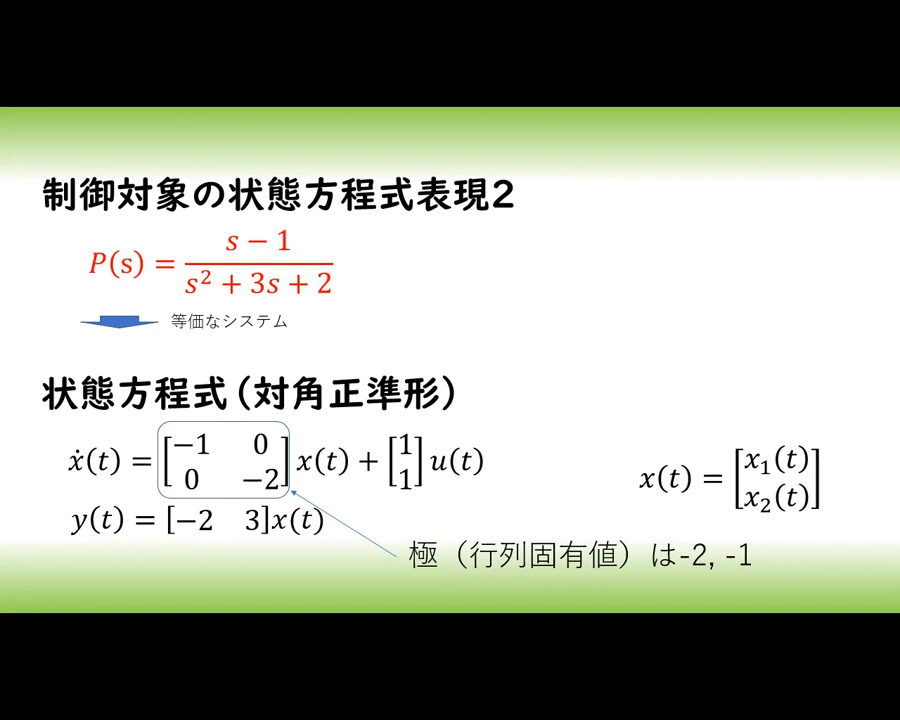 制御対象の状態方程式表現2
P(s) = \frac{s − 1}{s² + 3s + 2}
等価なシステム
状態方程式(対角正準形)
ẋ(t) = [−1 0; 0 −2] x(t) + [1; 1] u(t)
x(t) = [x₁(t); x₂(t)]
y(t) = [−2 3]x(t)
極（行列固有値）は-2, -1